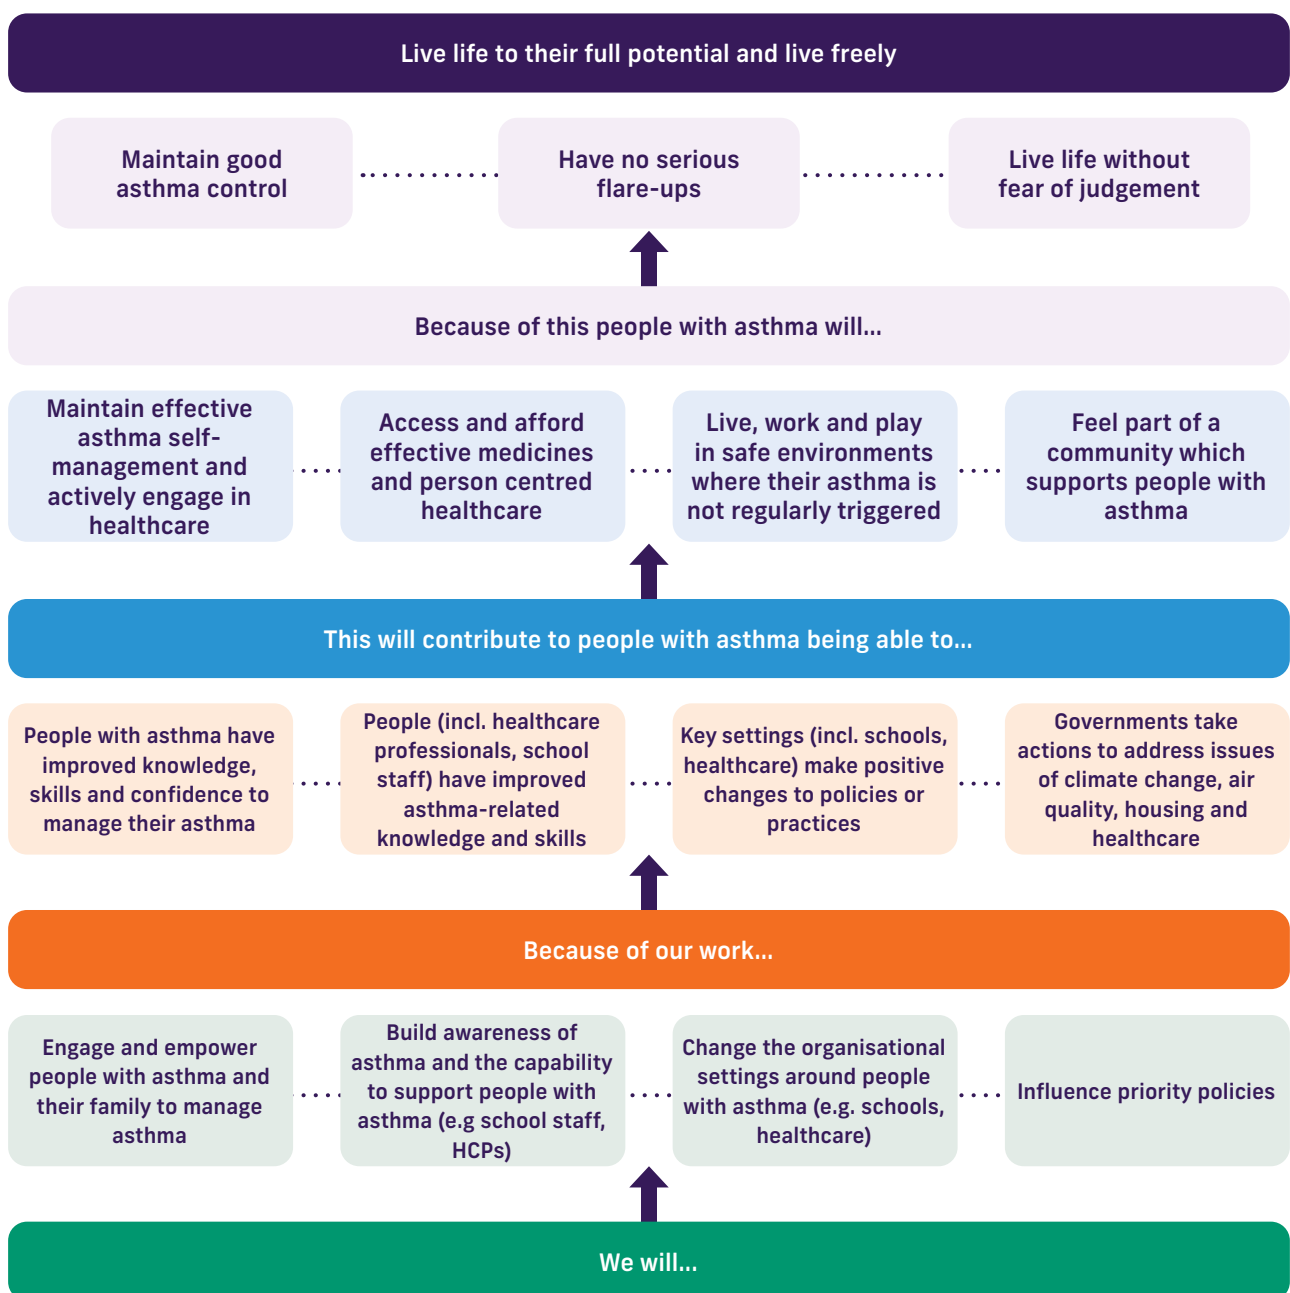 Live life to their full potential and live freely
Maintain good
asthma control
Have no serious
flare-ups
Live life without
fear of judgement
Because of this people with asthma will...
Maintain effective
asthma self-
management and
actively engage in
healthcare
Access and afford
effective medicines
and person centred
healthcare
Live, work and play
in safe environments
where their asthma is
not regularly triggered
Feel part of a
community which
supports people with
asthma
This will contribute to people with asthma being able to...
People with asthma have
improved knowledge,
skills and confidence to
manage their asthma
People (incl. healthcare
professionals, school
staff) have improved
asthma-related
knowledge and skills
Key settings (incl. schools,
healthcare) make positive
changes to policies or
practices
Governments take
actions to address issues
of climate change, air
quality, housing and
healthcare
Because of our work...
Engage and empower
people with asthma and
their family to manage
asthma
Build awareness of
asthma and the capability
to support people with
asthma (e.g school staff,
HCPs)
Change the organisational
settings around people
with asthma (e.g. schools,
healthcare)
Influence priority policies
We will...